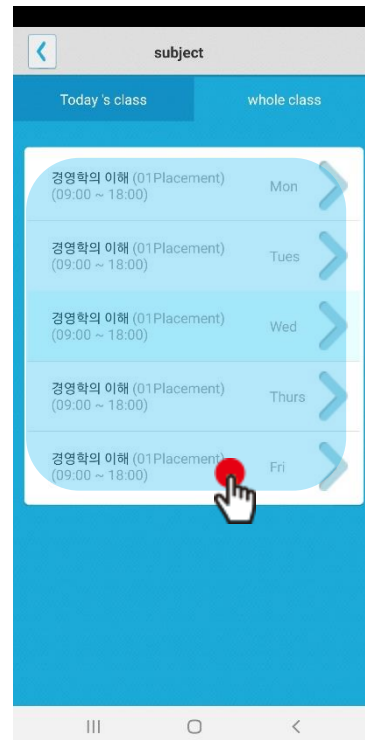 subject
Today 's class
whole class
경영학의 이해 (01Placement)
(09:00 ~ 18:00)
Mon
경영학의 이해 (01Placement)
(09:00 ~ 18:00)
Tues
경영학의 이해 (01Placement)
(09:00 ~ 18:00)
Wed
경영학의 이해 (01Placement)
(09:00 ~ 18:00)
Thurs
경영학의 이해 (01Placement)
(09:00 ~ 18:00)
Fri